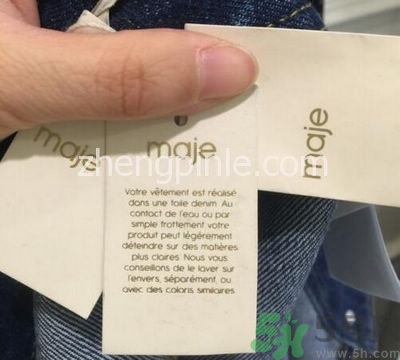 maje
maje
maje
Votre vêtement est réalisé
dans une toile denim. Au
contact de l'eau ou par
simple frottement votre
produit peut légèrement
déteindre sur des matières
plus claires. Nous vous
conseillons de le laver sur
l'envers, séparément, ou
avec des coloris similaires.
zhengpinle.com
5h
www.5h.com